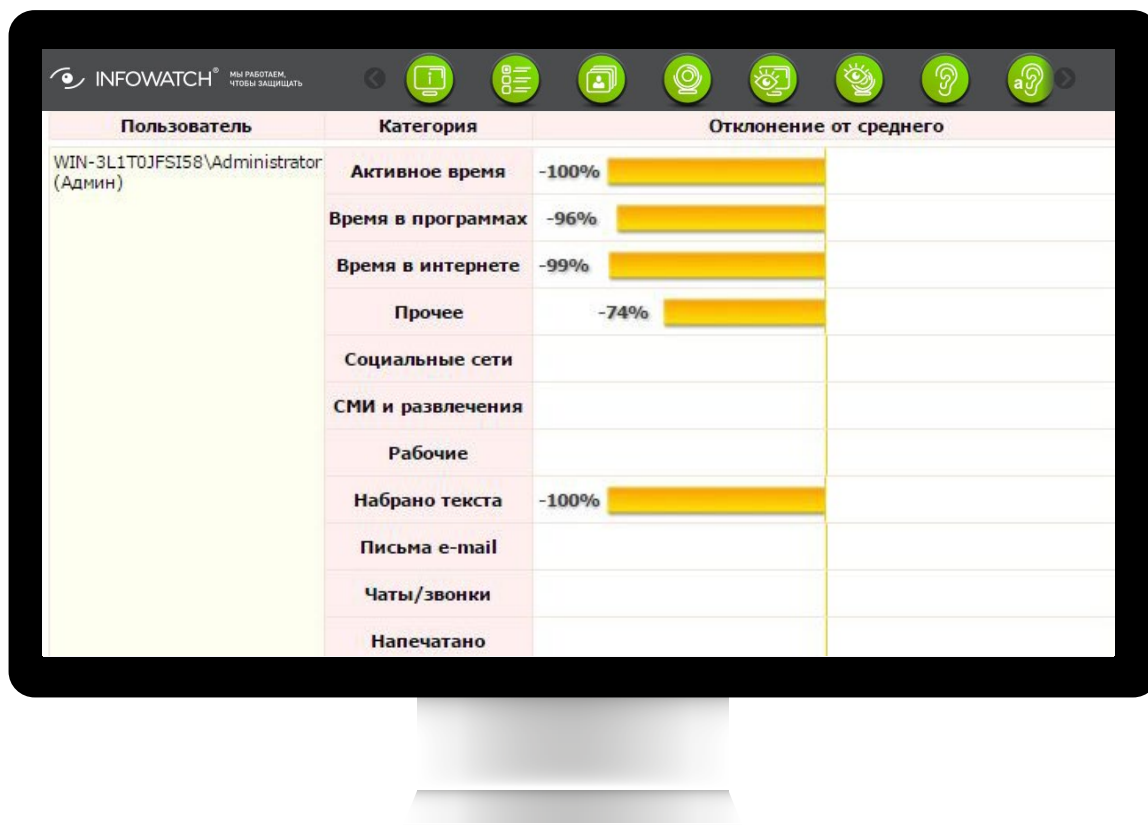 INFOWATCH® МЫ РАБОТАЕМ,
ЧТОБЫ ЗАЩИЩАТЬ
i
a
Пользователь Категория Отклонение от среднего
WIN-3L1T0JFSI58\Administrator
(Админ)
Активное время -100%
Время в программах -96%
Время в интернете -99%
Прочее -74%
Социальные сети
СМИ и развлечения
Рабочие
Набрано текста -100%
Письма e-mail
Чаты/звонки
Напечатано